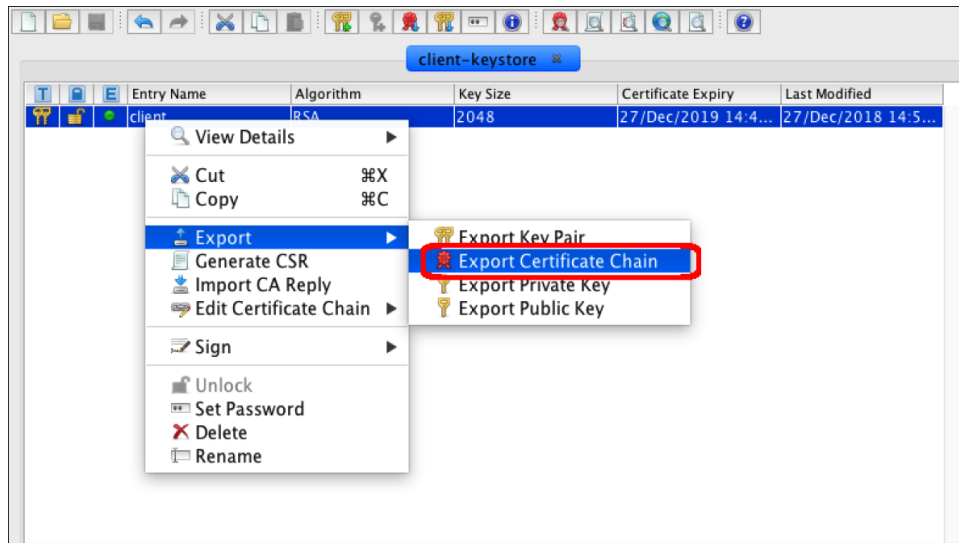 client-keystore
T E Entry Name Algorithm Key Size Certificate Expiry Last Modified
client RSA 2048 27/Dec/2019 14:4... 27/Dec/2018 14:5...
View Details
Cut ⌘X
Copy ⌘C
Export Export Key Pair
Generate CSR Export Certificate Chain
Import CA Reply Export Private Key
Edit Certificate Chain Export Public Key
Sign
Unlock
Set Password
Delete
Rename